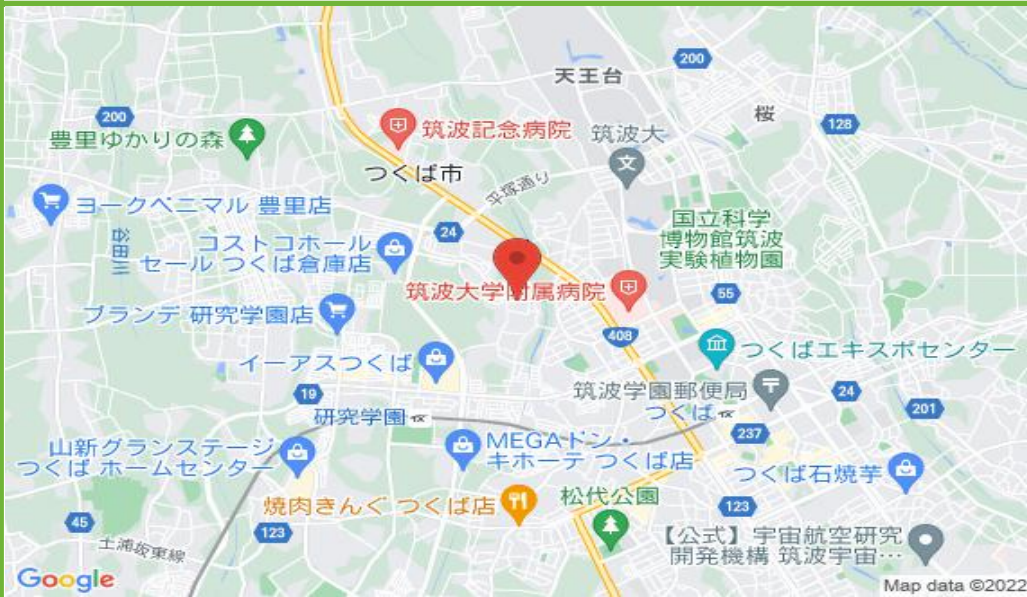 200
天王台
200
豊里ゆかりの森
筑波記念病院
筑波大
桜
128
つくば市
平塚通り
ヨークベニマル 豊里店
谷田川
24
国立科学
博物館筑波
実験植物園
コストコホール
セール つくば倉庫店
筑波大学附属病院
55
ブランデ 研究学園店
408
イーアスつくば
つくばエキスポセンター
19
筑波学園郵便局
24
研究学園
つくば
201
237
山新グランステージ
つくば ホームセンター
MEGAドン・
キホーテ つくば店
つくば石焼芋
焼肉きんぐ つくば店
松代公園
123
45
123
土浦坂東線
【公式】宇宙航空研究
開発機構 筑波宇宙…
Google
Map data ©2022